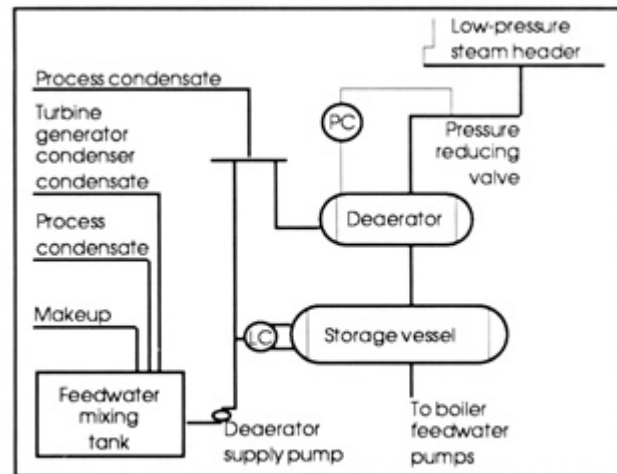 Low-pressure
steam header
Process condensate
Turbine
generator
condenser
condensate
PC
Pressure
reducing
valve
Process
condensate
Deaerator
Makeup
LC
Storage vessel
Feedwater
mixing
tank
Deaerator
supply pump
To boiler
feedwater
pumps